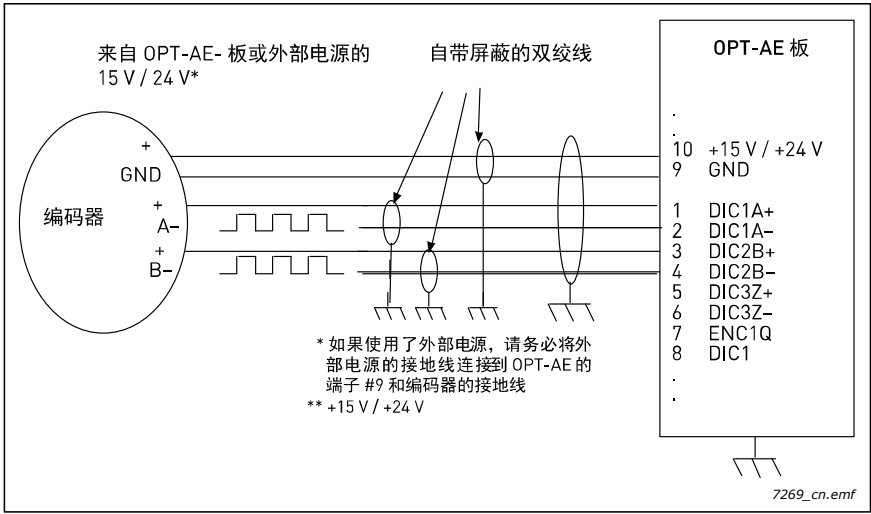 来自 OPT-AE- 板或外部电源的
15 V / 24 V*
自带屏蔽的双绞线
OPT-AE 板
.
.
10 +15 V / +24 V
9 GND
1 DIC1A+
2 DIC1A-
3 DIC2B+
4 DIC2B-
5 DIC3Z+
6 DIC3Z-
7 ENC1Q
8 DIC1
.
.
编码器
+
GND
+
A-
+
B-
* 如果使用了外部电源，请务必将外
部电源的接地线连接到 OPT-AE 的
端子 #9 和编码器的接地线
** +15 V / +24 V
7269_cn.emf